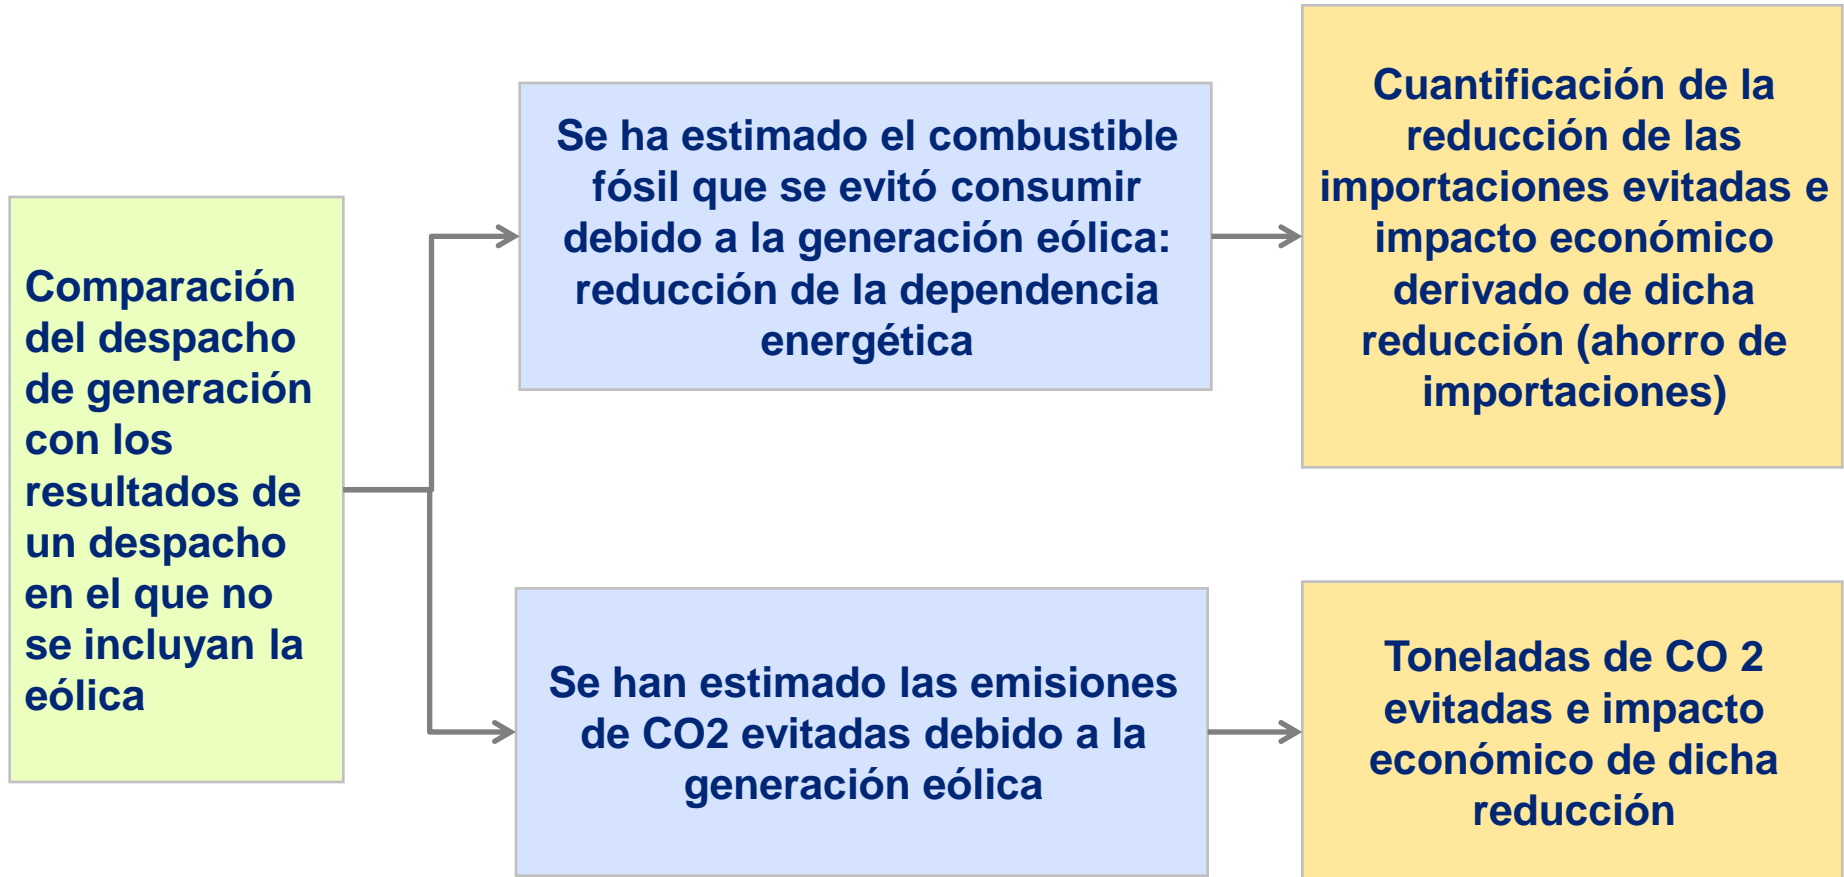 Comparación
del despacho
de generación
con los
resultados de
un despacho
en el que no
se incluyan la
eólica
Se ha estimado el combustible
fósil que se evitó consumir
debido a la generación eólica:
reducción de la dependencia
energética
Cuantificación de la
reducción de las
importaciones evitadas e
impacto económico
derivado de dicha
reducción (ahorro de
importaciones)
Se han estimado las emisiones
de CO2 evitadas debido a la
generación eólica
Toneladas de CO 2
evitadas e impacto
económico de dicha
reducción